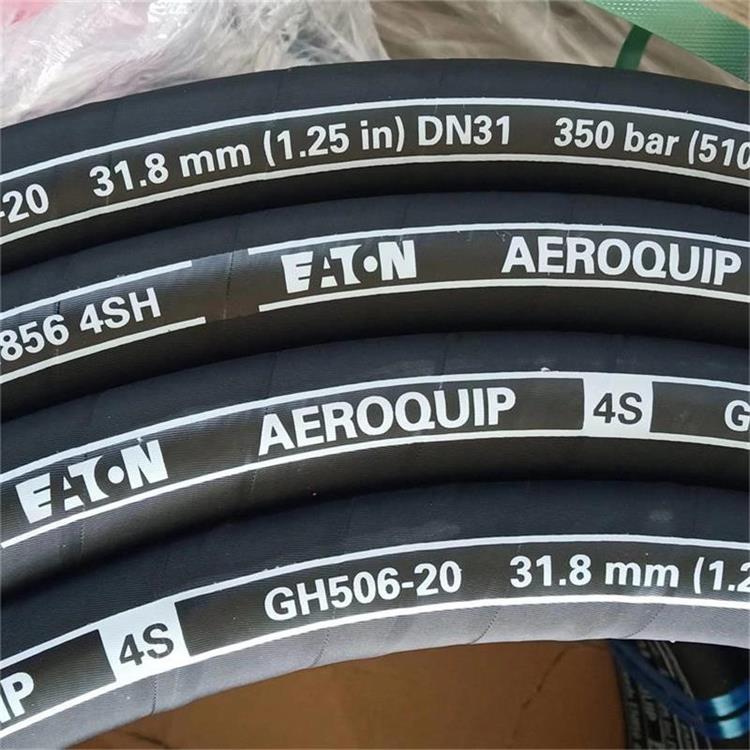 -20 31.8 mm (1.25 in) DN31 350 bar (510
856 4SH EATON AEROQUIP
EATON AEROQUIP 4S G
IP 4S GH506-20 31.8 mm (1.2